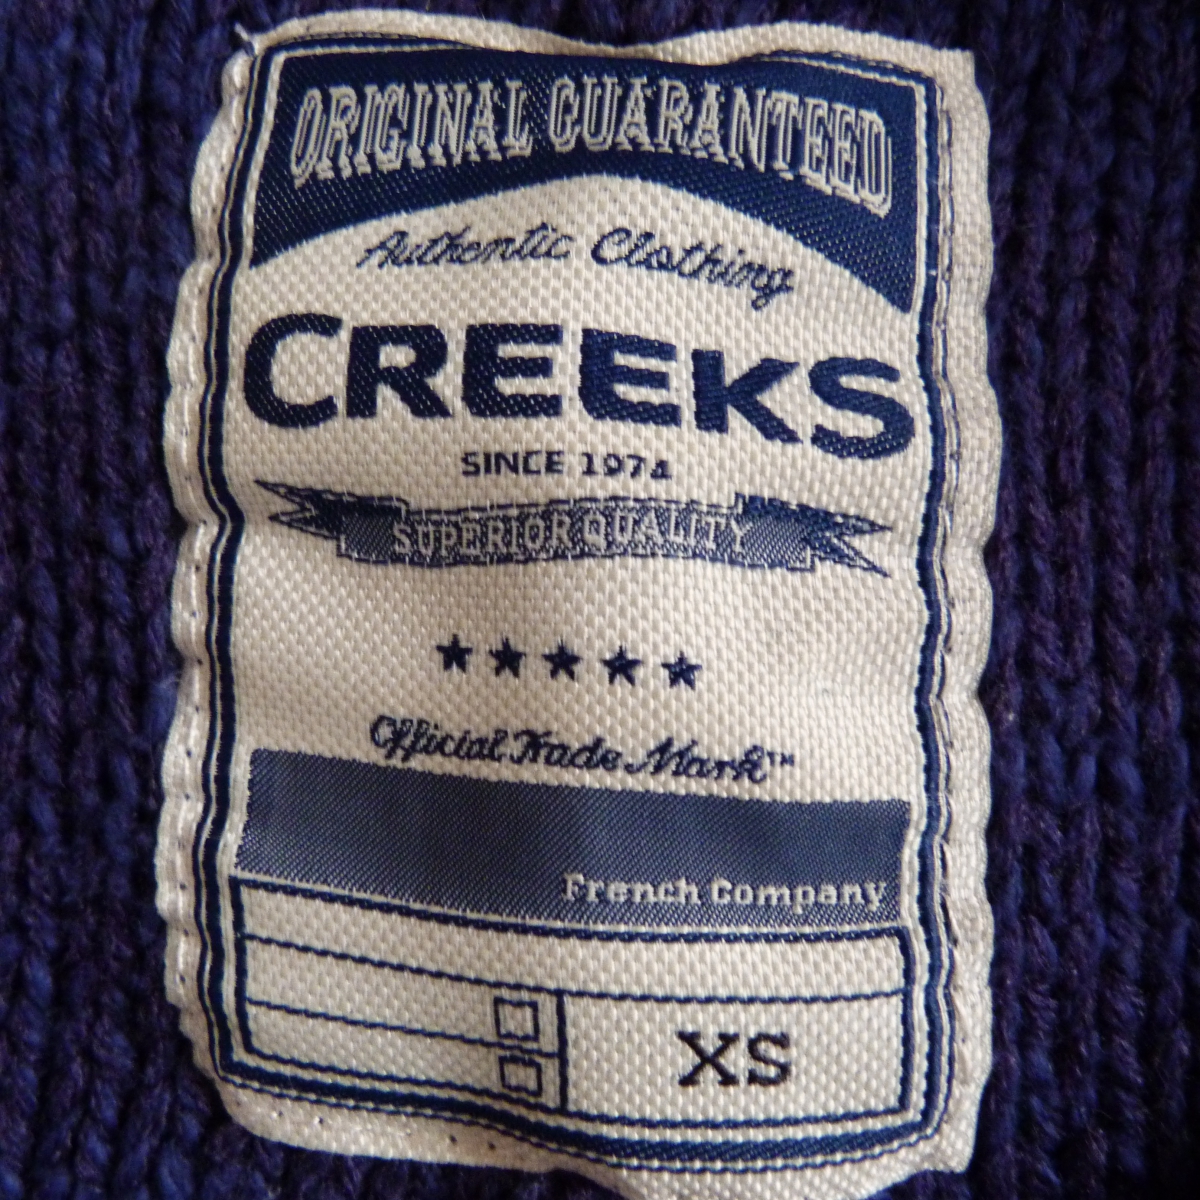 ORIGINAL GUARANTEED
Authentic Clothing
CREEKS
SINCE 1974
SUPERIOR QUALITY
Official Trade Mark™
French Company
XS